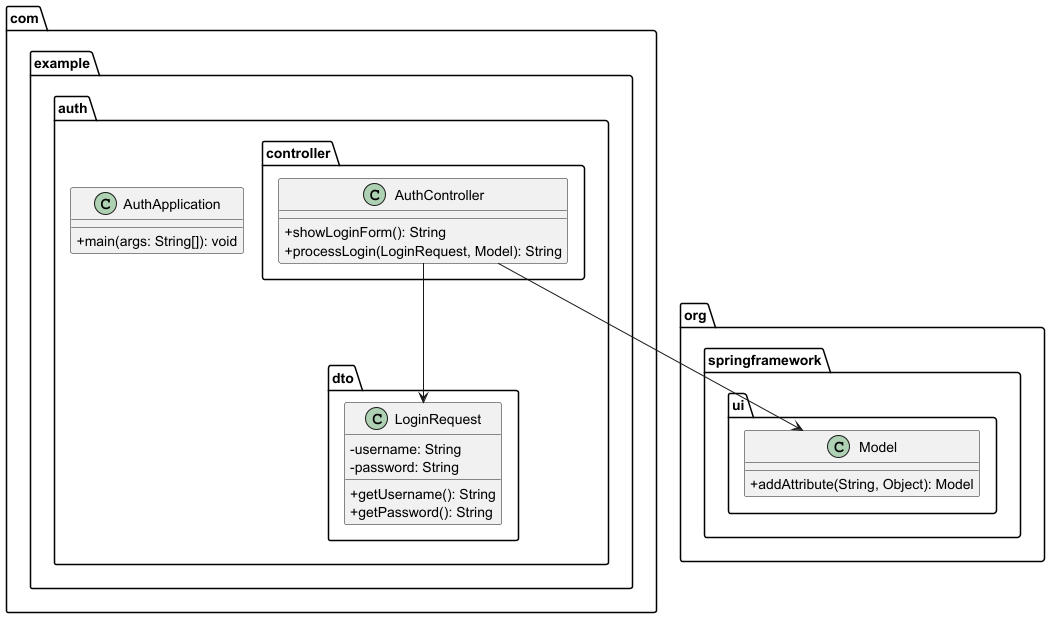 com
example
auth
controller
C AuthController
+showLoginForm(): String
+processLogin(LoginRequest, Model): String
C AuthApplication
+main(args: String[]): void
dto
C LoginRequest
-username: String
-password: String
+getUsername(): String
+getPassword(): String
org
springframework
ui
C Model
+addAttribute(String, Object): Model